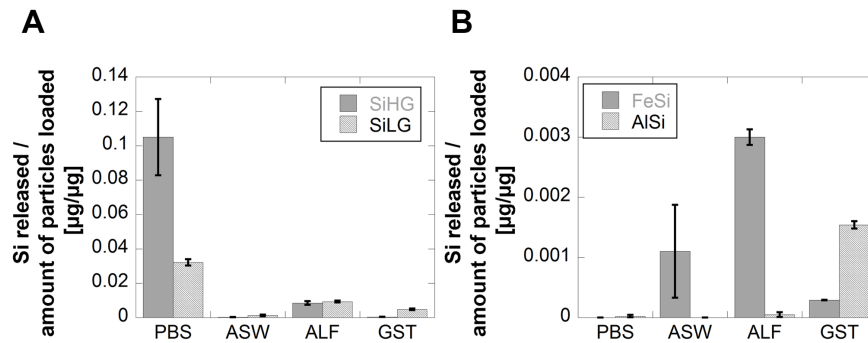 A
Si released /
amount of particles loaded
[µg/µg]
0.14
0.12
0.1
0.08
0.06
0.04
0.02
0
SiHG
SiLG
PBS ASW ALF GST
B
Si released /
amount of particles loaded
[µg/µg]
0.004
0.003
0.002
0.001
0
FeSi
AlSi
PBS ASW ALF GST